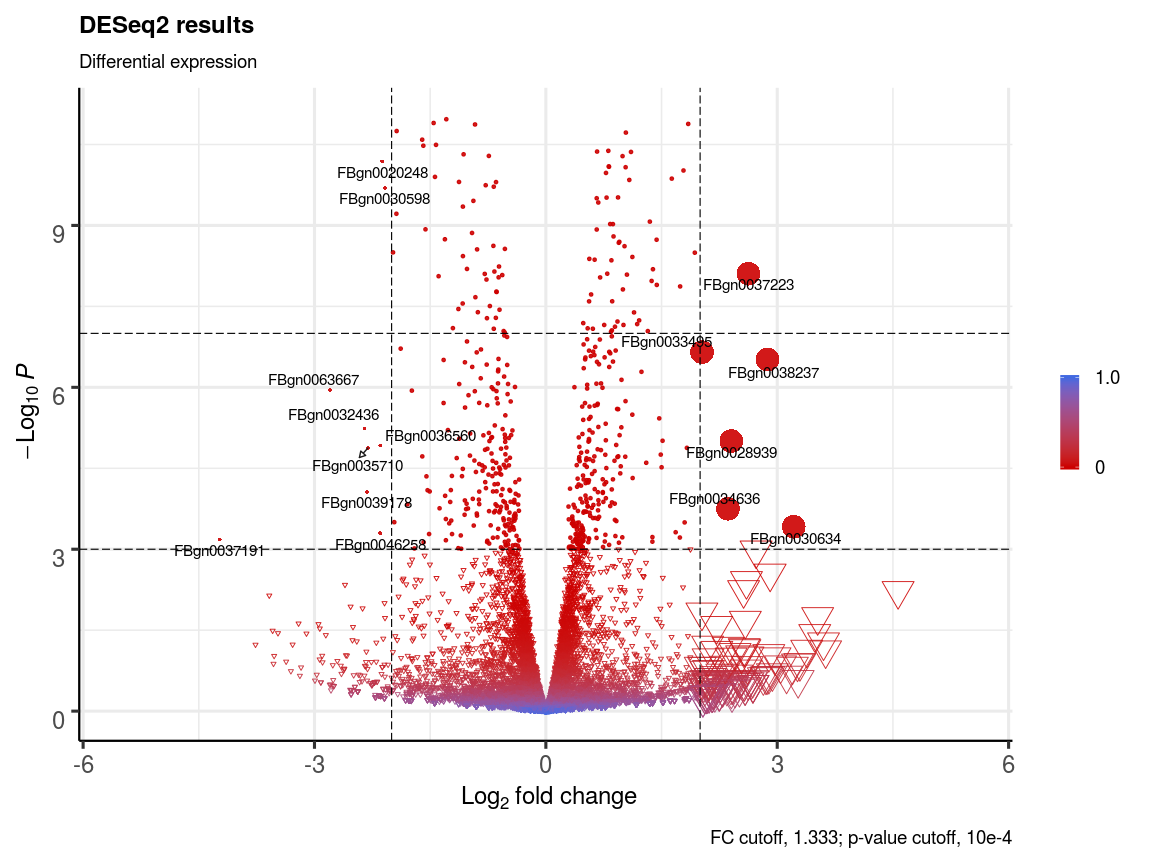 DESeq2 results
Differential expression
−Log10 P
9
6
3
0
FBgn0020248
FBgn0030598
FBgn0037223
FBgn0033495
FBgn0038237
FBgn0063667
FBgn0032436
FBgn0036560
FBgn0028939
FBgn0035710
FBgn0039178
FBgn0034636
FBgn0030634
FBgn0046258
FBgn0037191
1.0
0
-6
-3
0
3
6
Log2 fold change
FC cutoff, 1.333; p-value cutoff, 10e-4